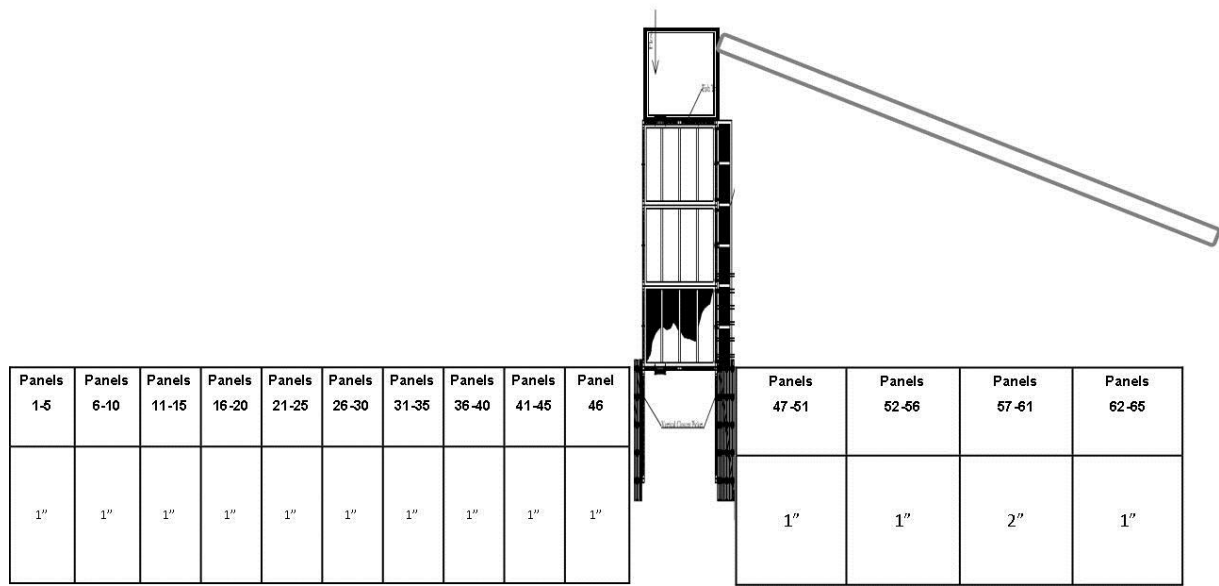 Panels Panels Panels Panels Panels Panels Panels Panels Panels Panel
1-5 6-10 11-15 16-20 21-25 26-30 31-35 36-40 41-45 46
1” 1” 1” 1” 1” 1” 1” 1” 1” 1”
Panels Panels Panels Panels
47-51 52-56 57-61 62-65
1” 1” 2” 1”